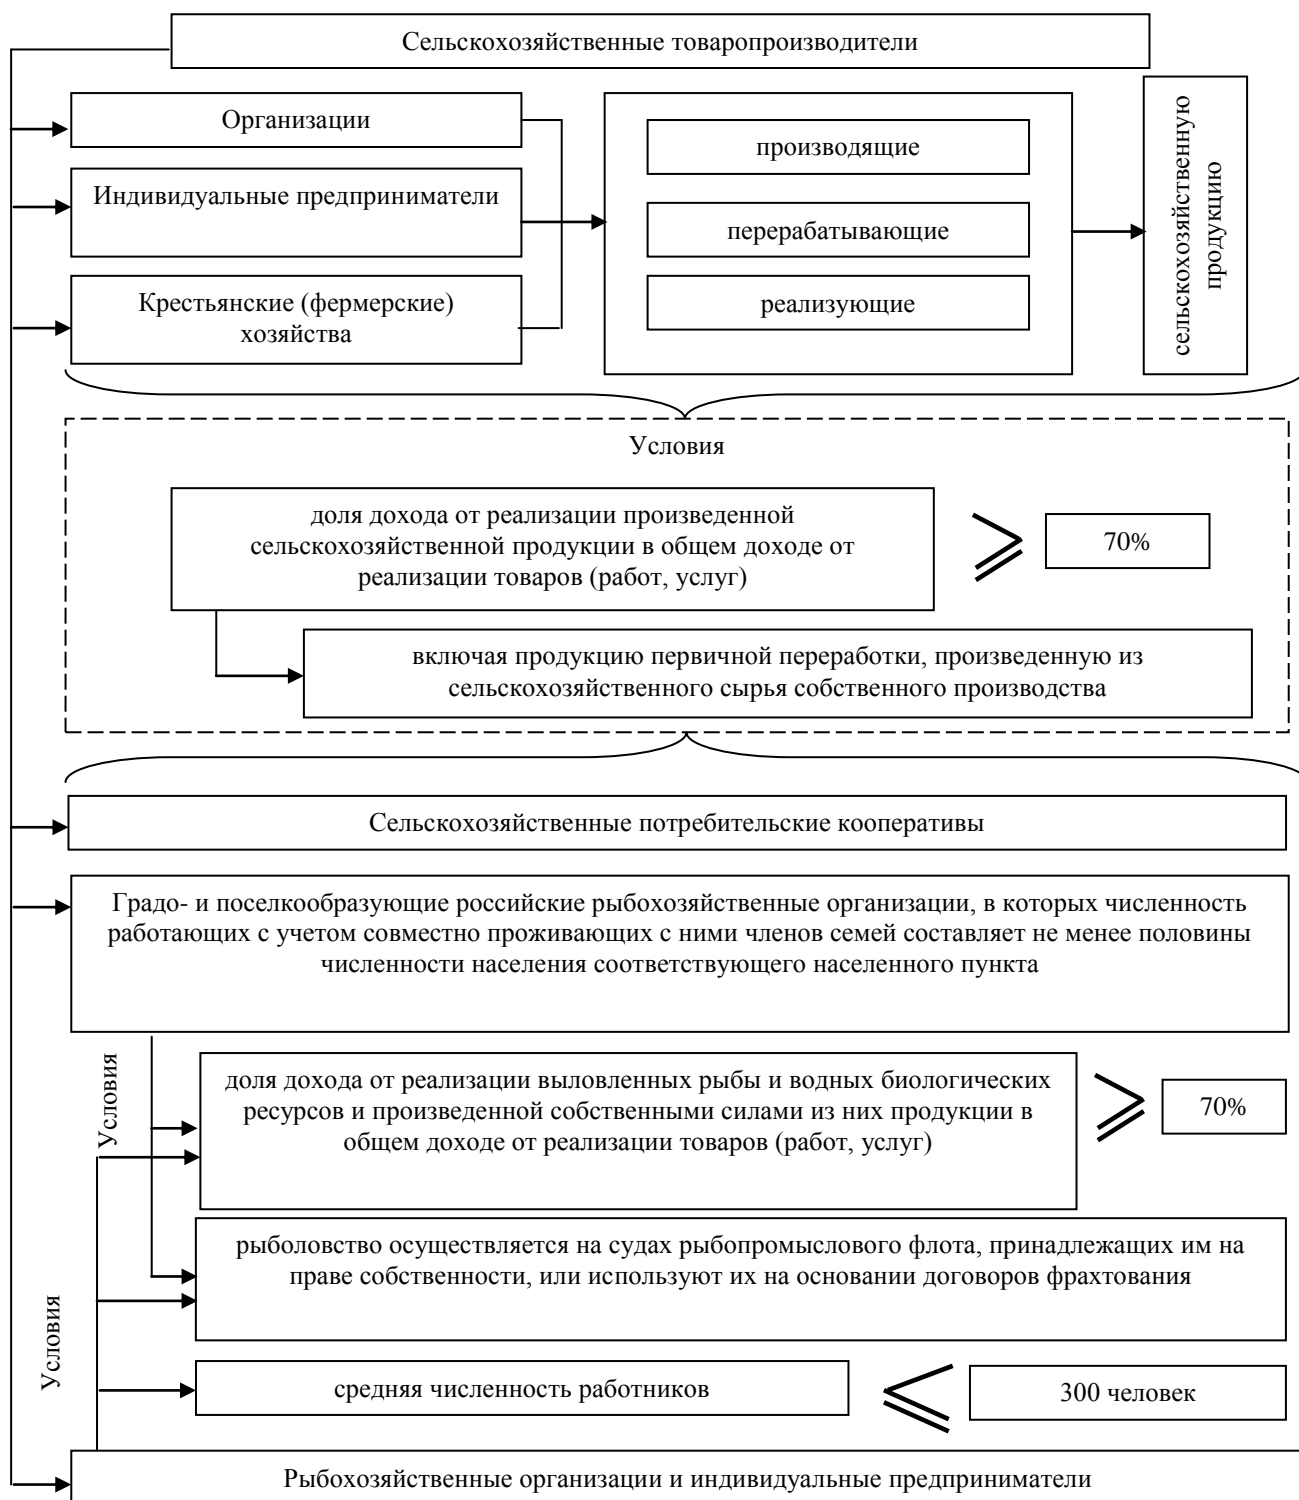 Сельскохозяйственные товаропроизводители
Организации
Индивидуальные предприниматели
Крестьянские (фермерские)
хозяйства
производящие
перерабатывающие
реализующие
сельскохозяйственную
продукцию
Условия
доля дохода от реализации произведенной
сельскохозяйственной продукции в общем доходе от
реализации товаров (работ, услуг)
⩾
70%
включая продукцию первичной переработки, произведенную из
сельскохозяйственного сырья собственного производства
Сельскохозяйственные потребительские кооперативы
Градо- и поселкообразующие российские рыбохозяйственные организации, в которых численность
работающих с учетом совместно проживающих с ними членов семей составляет не менее половины
численности населения соответствующего населенного пункта
Условия
доля дохода от реализации выловленных рыбы и водных биологических
ресурсов и произведенной собственными силами из них продукции в
общем доходе от реализации товаров (работ, услуг)
⩾
70%
рыболовство осуществляется на судах рыбопромыслового флота, принадлежащих им на
праве собственности, или используют их на основании договоров фрахтования
Условия
средняя численность работников
⩽
300 человек
Рыбохозяйственные организации и индивидуальные предприниматели